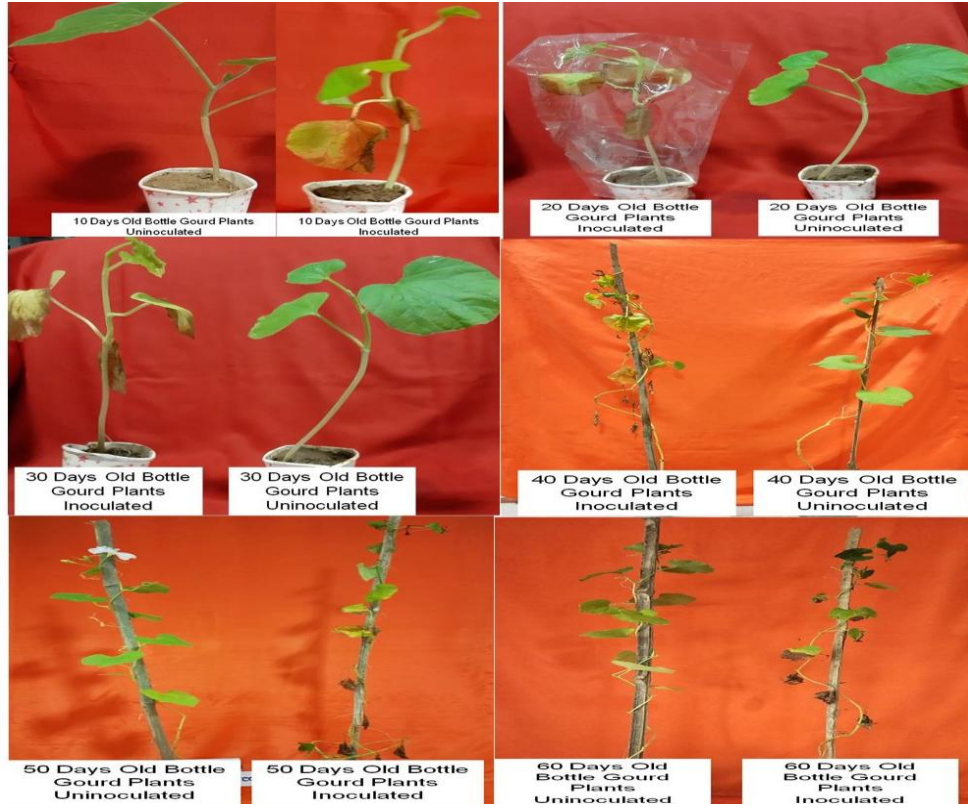 10 Days Old Bottle Gourd Plants
Uninoculated
10 Days Old Bottle Gourd Plants
Inoculated
20 Days Old Bottle
Gourd Plants
Inoculated
20 Days Old Bottle
Gourd Plants
Uninoculated
30 Days Old Bottle
Gourd Plants
Inoculated
30 Days Old Bottle
Gourd Plants
Uninoculated
40 Days Old Bottle
Gourd Plants
Inoculated
40 Days Old Bottle
Gourd Plants
Uninoculated
50 Days Old Bottle
Gourd Plants
Uninoculated
50 Days Old Bottle
Gourd Plants
Inoculated
60 Days Old
Bottle Gourd
Plants
Uninoculated
60 Days Old
Bottle Gourd
Plants
Inoculated